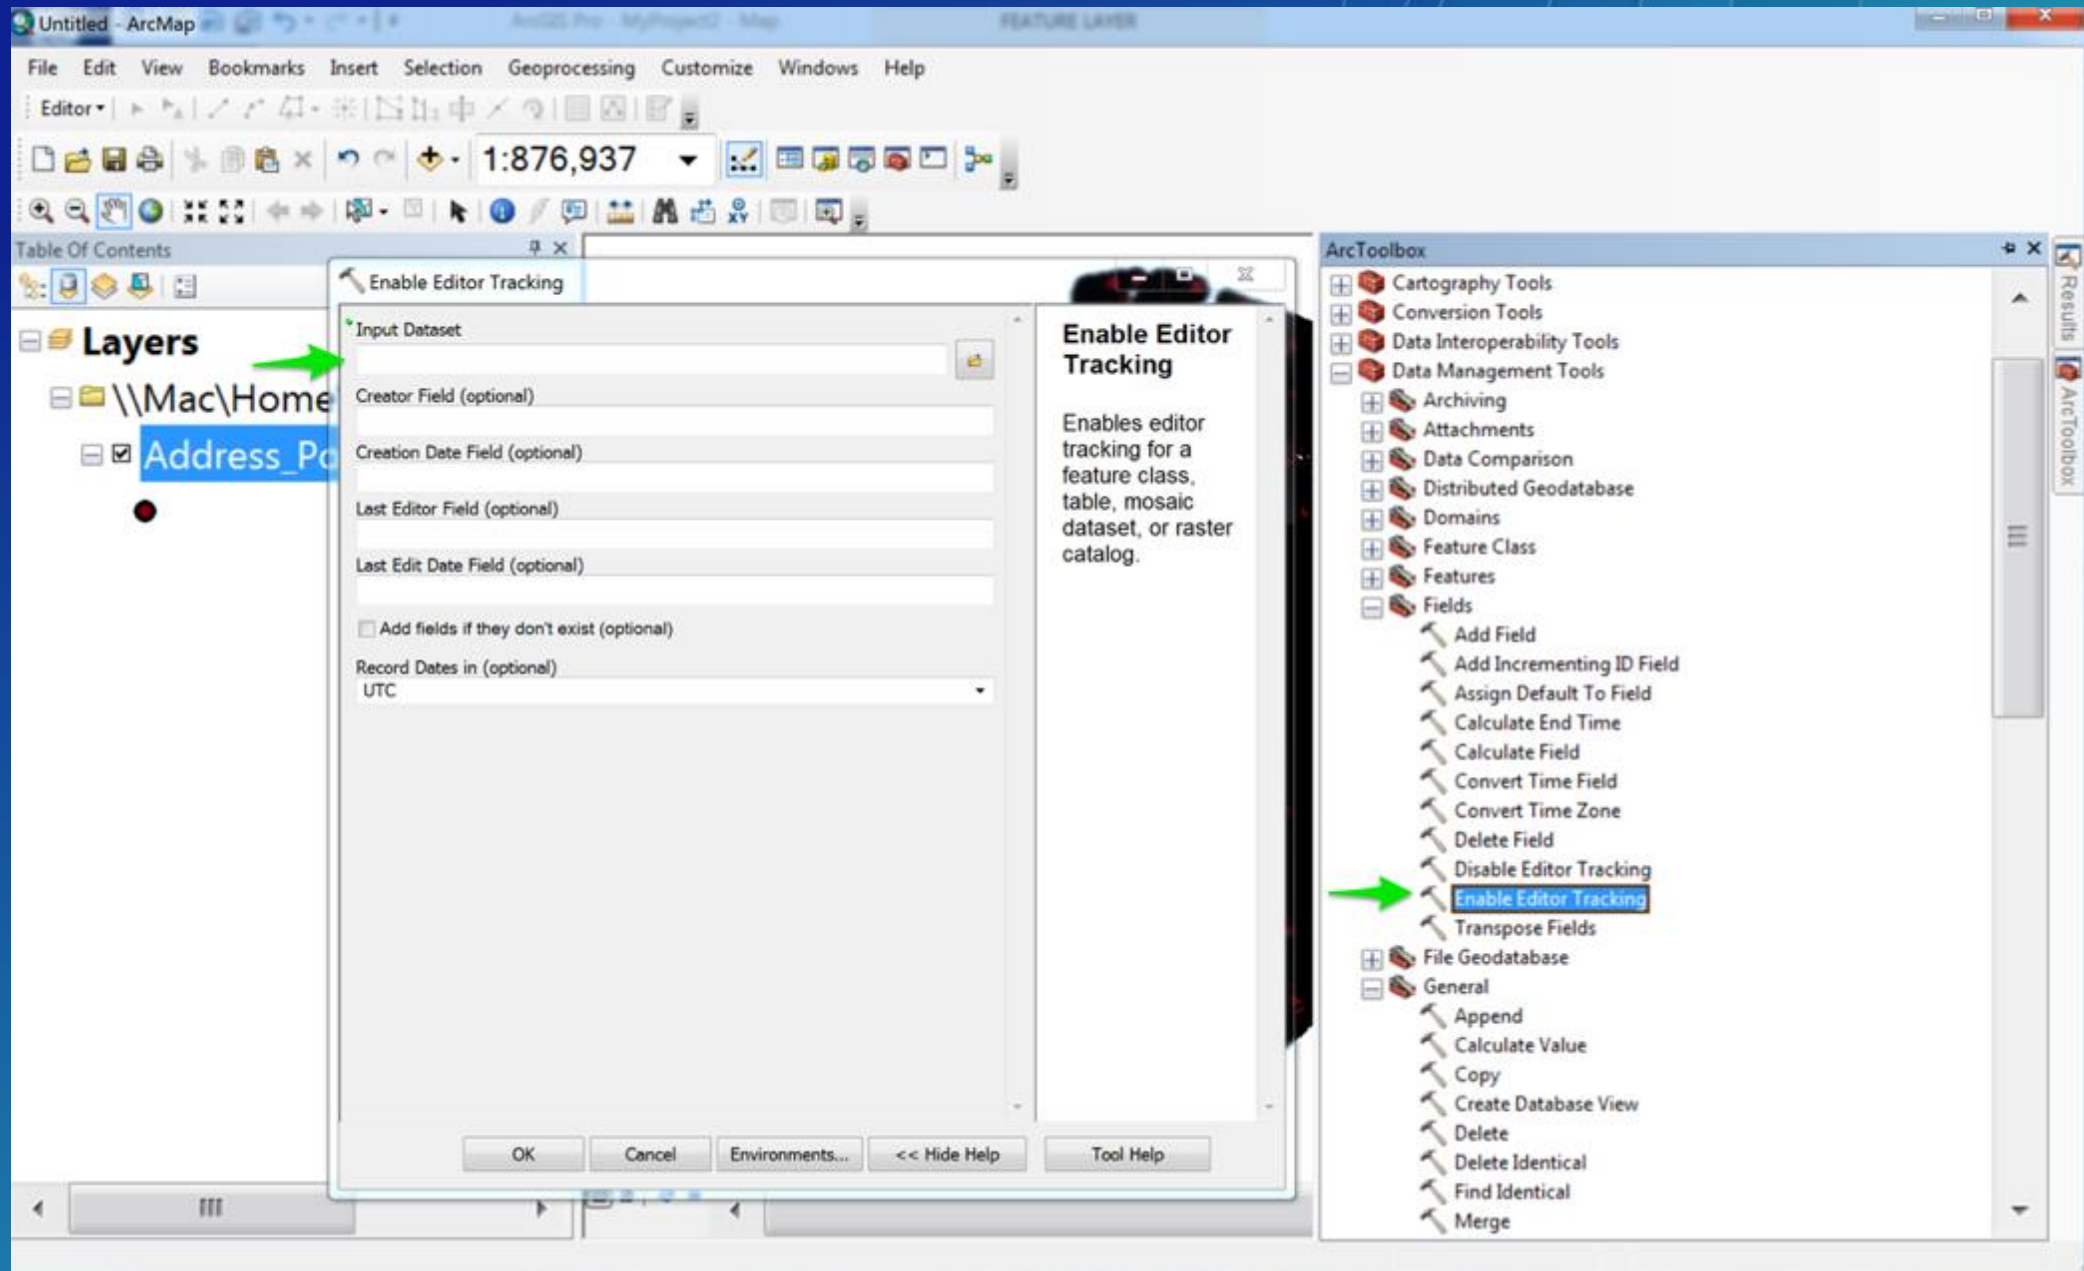 Untitled - ArcMap
ArcGIS Pro - MyProject2 - Map
FEATURE LAYER
File Edit View Bookmarks Insert Selection Geoprocessing Customize Windows Help
Editor
1:876,937
Table Of Contents
Layers
\\Mac\Home
Address_Po
Enable Editor Tracking
Input Dataset
Creator Field (optional)
Creation Date Field (optional)
Last Editor Field (optional)
Last Edit Date Field (optional)
Add fields if they don't exist (optional)
Record Dates in (optional)
UTC
OK
Cancel
Environments...
<< Hide Help
Tool Help
Enable Editor
Tracking
Enables editor
tracking for a
feature class,
table, mosaic
dataset, or raster
catalog.
ArcToolbox
Cartography Tools
Conversion Tools
Data Interoperability Tools
Data Management Tools
Archiving
Attachments
Data Comparison
Distributed Geodatabase
Domains
Feature Class
Features
Fields
Add Field
Add Incrementing ID Field
Assign Default To Field
Calculate End Time
Calculate Field
Convert Time Field
Convert Time Zone
Delete Field
Disable Editor Tracking
Enable Editor Tracking
Transpose Fields
File Geodatabase
General
Append
Calculate Value
Copy
Create Database View
Delete
Delete Identical
Find Identical
Merge
Results
ArcToolbox